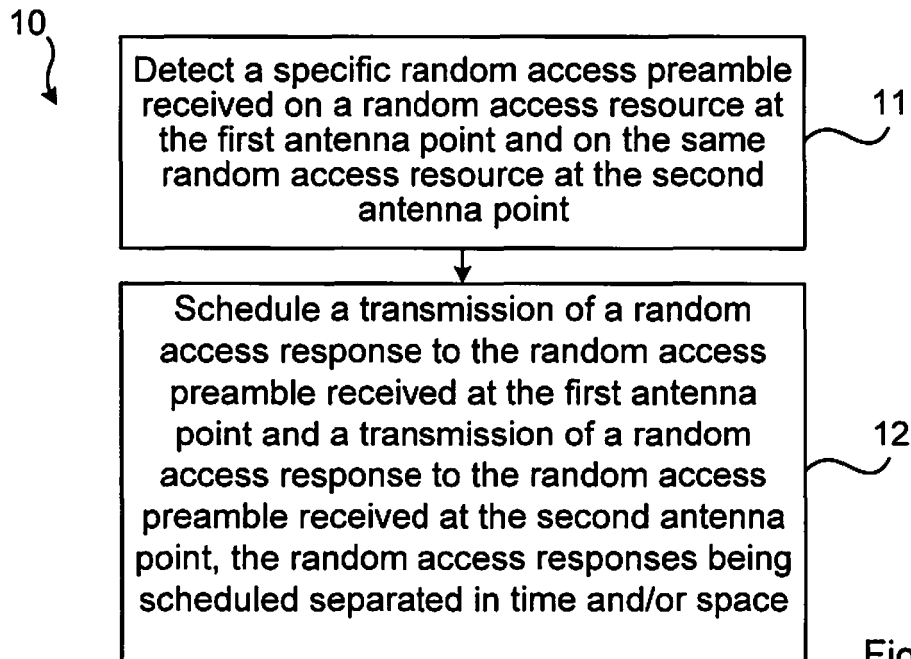 10
Detect a specific random access preamble
received on a random access resource at
the first antenna point and on the same
random access resource at the second
antenna point
11
Schedule a transmission of a random
access response to the random access
preamble received at the first antenna
point and a transmission of a random
access response to the random access
preamble received at the second antenna
point, the random access responses being
scheduled separated in time and/or space
12
Fig